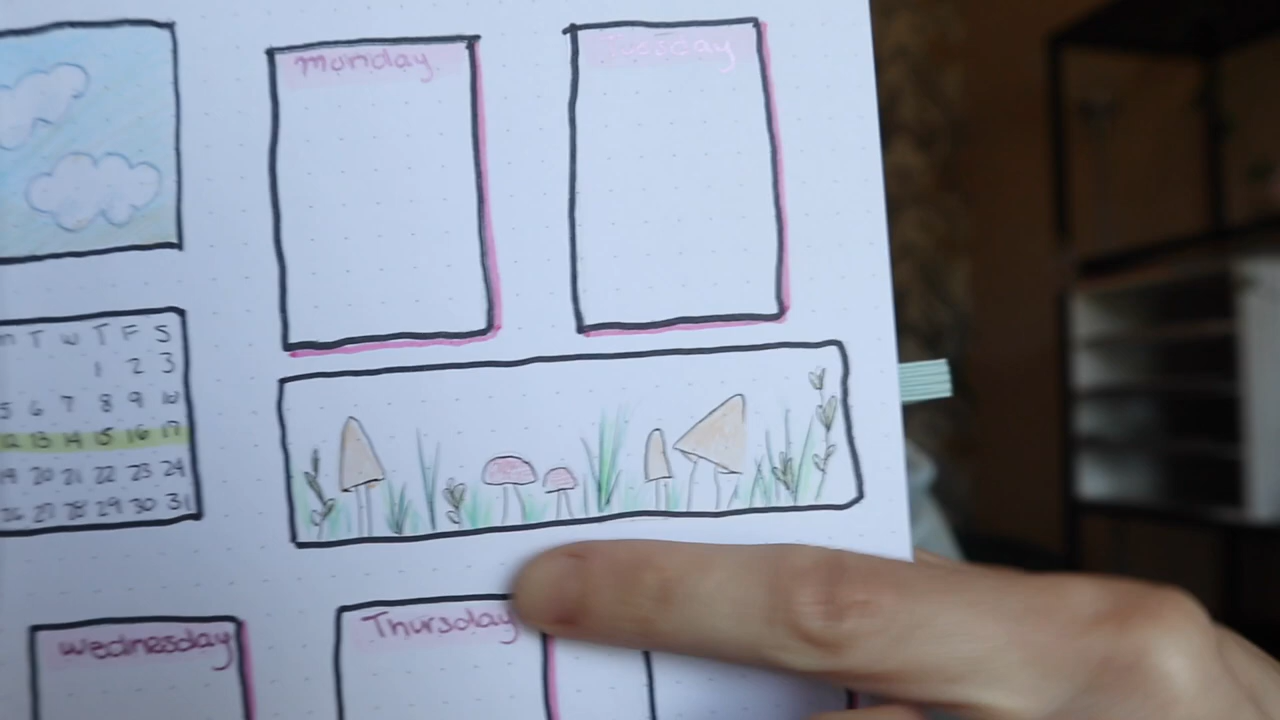 monday
Tuesday
m T W T F S
1 2 3
5 6 7 8 9 10
12 13 14 15 16 17
19 20 21 22 23 24
26 27 28 29 30 31
Wednesday
Thursday